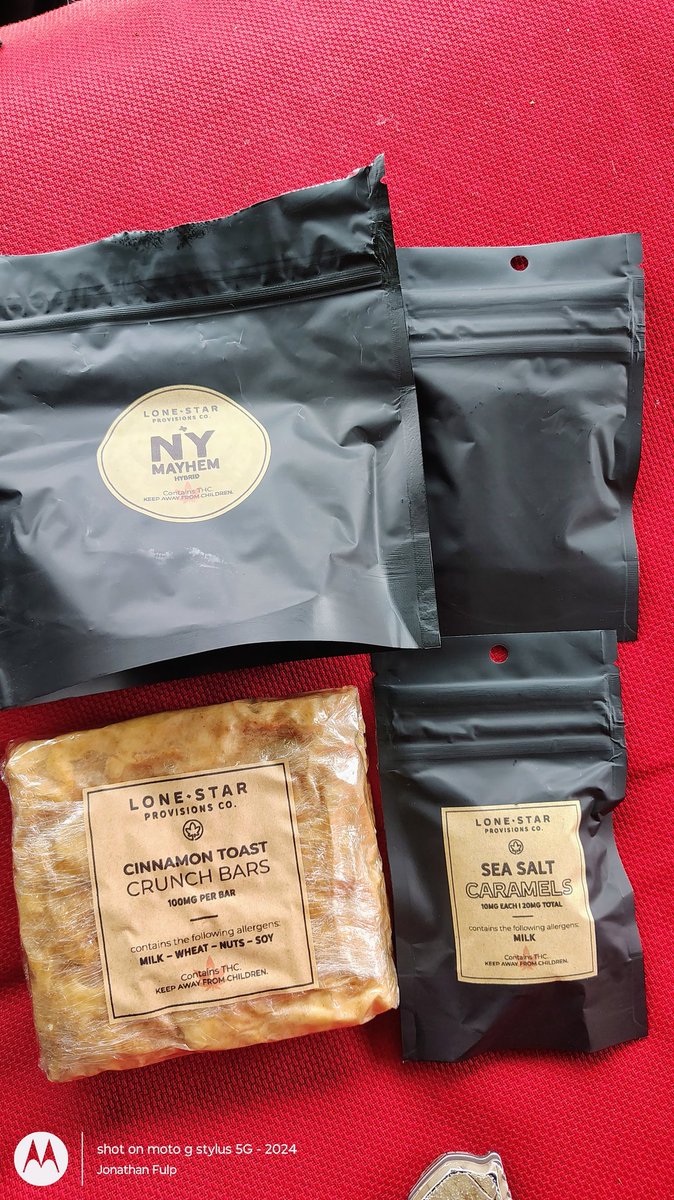 LONE★STAR
PROVISIONS CO.
NY
MAYHEM
HYBRID
Contains THC.
KEEP AWAY FROM CHILDREN.
LONE★STAR
PROVISIONS CO.
CINNAMON TOAST
CRUNCH BARS
100MG PER BAR
contains the following allergens:
MILK ~ WHEAT ~ NUTS ~ SOY
Contains THC.
KEEP AWAY FROM CHILDREN.
LONE★STAR
PROVISIONS CO.
SEA SALT
CARAMELS
10MG EACH | 20MG TOTAL
contains the following allergens:
MILK
Contains THC.
KEEP AWAY FROM CHILDREN.
shot on moto g stylus 5G - 2024
Jonathan Fulp